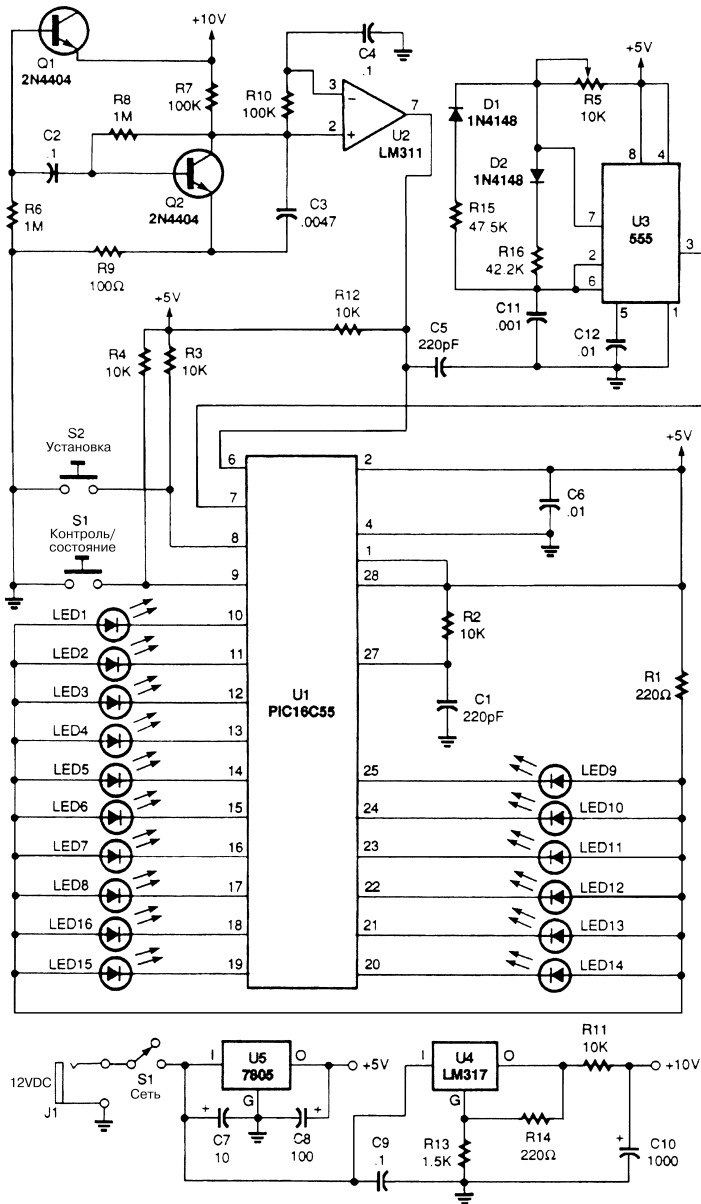 +10V
Q1
2N4404
R7
100K
R8
1M
C2
.1
R6
1M
Q2
2N4404
R9
100Ω
R10
100K
C4
.1
3
−
2
+
7
U2
LM311
C3
.0047
+5V
R5
10K
D1
1N4148
D2
1N4148
R15
47.5K
R16
42.2K
8
4
7
2
6
U3
555
3
5
1
C11
.001
C12
.01
+5V
R12
10K
R4
10K
R3
10K
C5
220pF
S2
Установка
S1
Контроль/
состояние
+5V
6
7
8
9
10
11
12
13
14
15
16
17
18
19
U1
PIC16C55
2
4
1
28
27
25
24
23
22
21
20
C6
.01
R2
10K
C1
220pF
R1
220Ω
LED1
LED2
LED3
LED4
LED5
LED6
LED7
LED8
LED16
LED15
LED9
LED10
LED11
LED12
LED13
LED14
12VDC
J1
S1
Сеть
I
U5
7805
O
G
+5V
+
C7
10
C8
+
100
I
U4
LM317
O
G
R11
10K
+10V
C9
.1
R13
1.5K
R14
220Ω
+
C10
1000